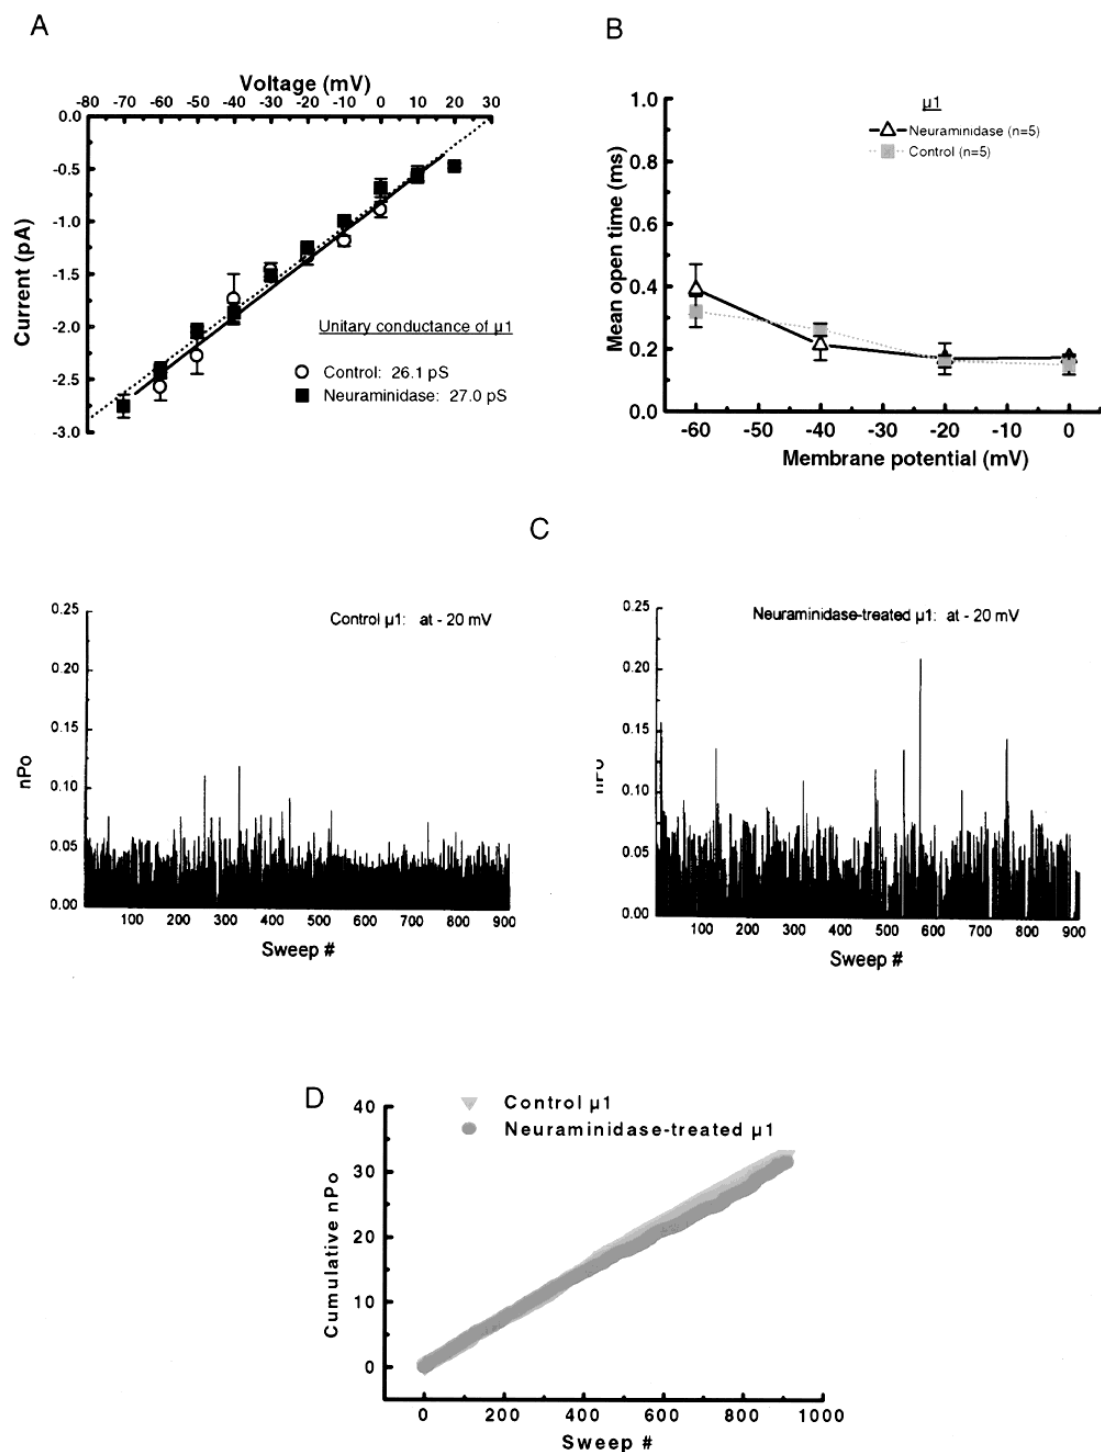 A
Voltage (mV)
-80 -70 -60 -50 -40 -30 -20 -10 0 10 20 30
0.0
-0.5
-1.0
-1.5
-2.0
-2.5
-3.0
Current (pA)
Unitary conductance of µ1
Control: 26.1 pS
Neuraminidase: 27.0 pS
B
1.0
0.8
0.6
0.4
0.2
0.0
Mean open time (ms)
µ1
Neuraminidase (n=5)
Control (n=5)
-60 -50 -40 -30 -20 -10 0
Membrane potential (mV)
C
0.25
0.20
0.15
0.10
0.05
0.00
nPo
Control µ1: at - 20 mV
100 200 300 400 500 600 700 800 900
Sweep #
0.25
0.20
0.15
0.10
0.05
0.00
Neuraminidase-treated µ1: at - 20 mV
100 200 300 400 500 600 700 800 900
Sweep #
D
Control µ1
Neuraminidase-treated µ1
40
30
20
10
0
Cumulative nPo
0 200 400 600 800 1000
Sweep #